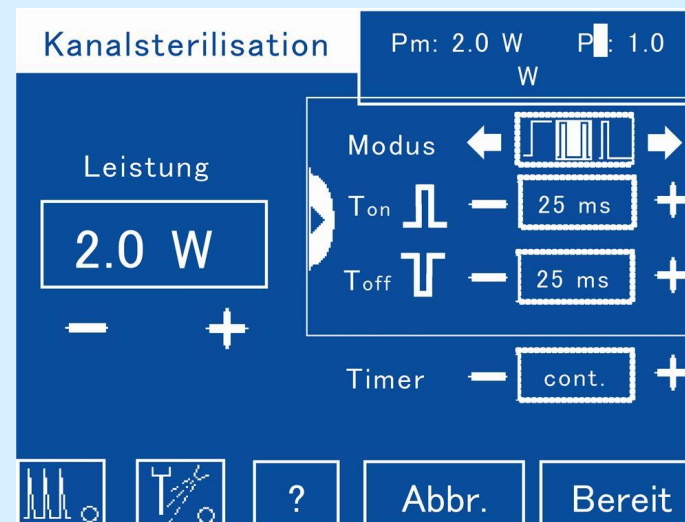 Kanalsterilisation
Pm: 2.0 W P : 1.0
W
Leistung
2.0 W
Modus
Ton
25 ms
Toff
25 ms
Timer
cont.
?
Abbr.
Bereit